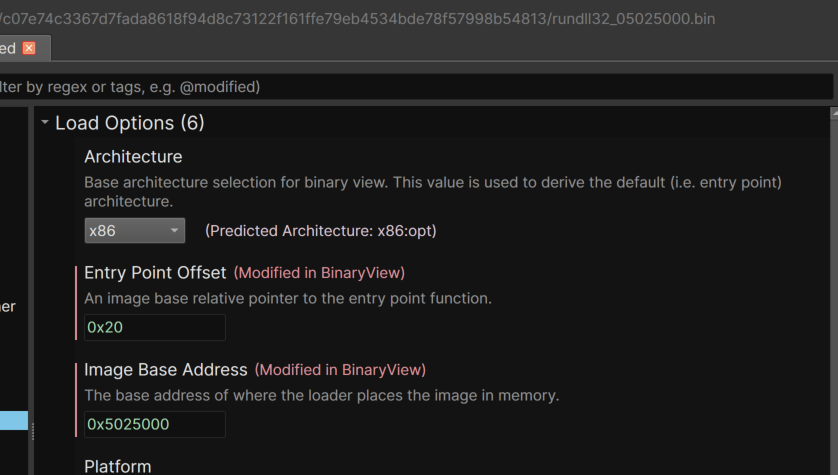 /c07e74c3367d7fada8618f94d8c73122f161ffe79eb4534bde78f57998b54813/rundll32_05025000.bin
ed
lter by regex or tags, e.g. @modified)
Load Options (6)
Architecture
Base architecture selection for binary view. This value is used to derive the default (i.e. entry point)
architecture.
x86 (Predicted Architecture: x86:opt)
Entry Point Offset (Modified in BinaryView)
An image base relative pointer to the entry point function.
er
0x20
Image Base Address (Modified in BinaryView)
The base address of where the loader places the image in memory.
0x5025000
Platform